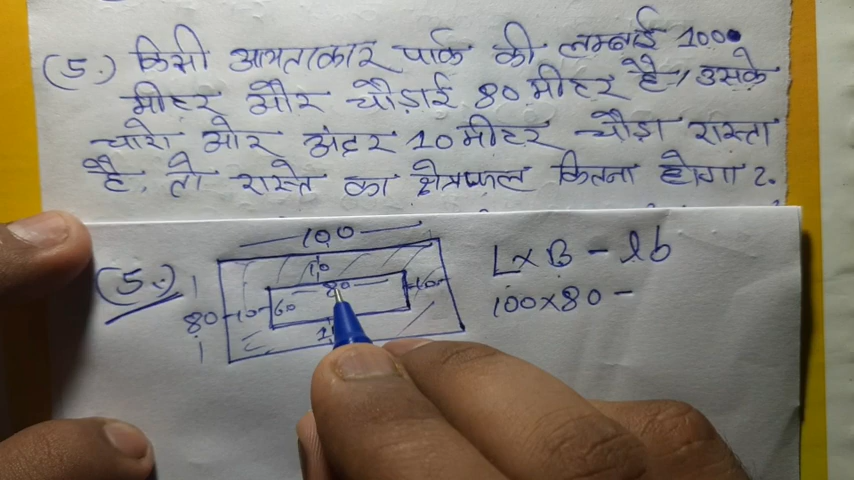 (5.) किसी आयताकार पार्क की लम्बाई 100
मीटर और चौड़ाई 80 मीटर है, उसके
चारो ओर अंदर 10 मीटर चौड़ा रास्ता
है, तो रास्ते का क्षेत्रफल कितना होगा ?
100
(5.)
10
80
10
60
80
10
L×B - lb
100×80 -